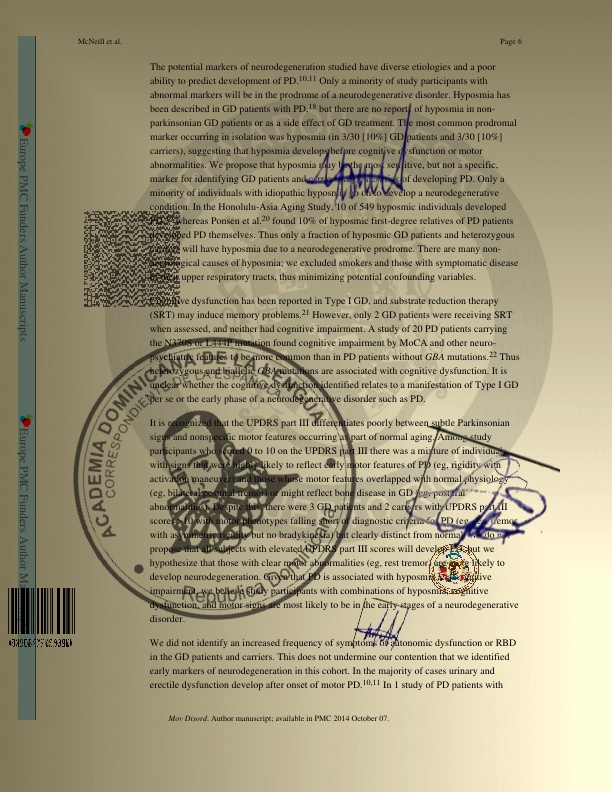 McNeill et al.
Page 6
The potential markers of neurodegeneration studied have diverse etiologies and a poor
ability to predict development of PD.10,11 Only a minority of study participants with
abnormal markers will be in the prodrome of a neurodegenerative disorder. Hyposmia has
been described in GD patients with PD,18 but there are no reports of hyposmia in non-
parkinsonian GD patients or as a side effect of GD treatment. The most common prodromal
marker occurring in isolation was hyposmia (in 3/30 [10%] GD patients and 3/30 [10%]
carriers), suggesting that hyposmia develops before cognitive dysfunction or motor
abnormalities. We propose that hyposmia may be the most sensitive, but not a specific,
marker for identifying GD patients and of developing PD. Only a
minority of individuals with idiopathic hyposmia go on to develop a neurodegenerative
condition. In the Honolulu-Asia Aging Study, 10 of 549 hyposmic individuals developed
whereas Ponsen et al.20 found 10% of hyposmic first-degree relatives of PD patients
developed PD themselves. Thus only a fraction of hyposmic GD patients and heterozygous
will have hyposmia due to a neurodegenerative prodrome. There are many non-
neurological causes of hyposmia; we excluded smokers and those with symptomatic disease
upper respiratory tracts, thus minimizing potential confounding variables.
Cognitive dysfunction has been reported in Type I GD, and substrate reduction therapy
(SRT) may induce memory problems.21 However, only 2 GD patients were receiving SRT
when assessed, and neither had cognitive impairment. A study of 20 PD patients carrying
the N370S or L444P mutation found cognitive impairment by MoCA and other neuro-
psychiatric features to be more common than in PD patients without GBA mutations.22 Thus
heterozygous and biallelic GBA mutations are associated with cognitive dysfunction. It is
unclear whether the cognitive dysfunction identified relates to a manifestation of Type I GD
per se or the early phase of a neurodegenerative disorder such as PD.
It is recognized that the UPDRS part III differentiates poorly between subtle Parkinsonian
signs and nonspecific motor features occurring as part of normal aging. Among study
participants who scored 0 to 10 on the UPDRS part III there was a mixture of individuals
with signs that were highly likely to reflect early motor features of PD (eg, rigidity with
activation maneuver) and those whose motor features overlapped with normal physiology
(eg, bilateral postural tremor) or might reflect bone disease in GD (eg, postural
abnormalities). Despite this, there were 3 GD patients and 2 carriers with UPDRS part III
scores >10 with motor phenotypes falling short of diagnostic criteria for PD (eg, tremor
with asymmetric rigidity but no bradykinesia) but clearly distinct from normal. We do not
propose that all subjects with elevated UPDRS part III scores will develop PD, but we
hypothesize that those with clear motor abnormalities (eg, rest tremor) are more likely to
develop neurodegeneration. Given that PD is associated with hyposmia and cognitive
impairment, we believe study participants with combinations of hyposmia, cognitive
dysfunction, and motor signs are most likely to be in the early stages of a neurodegenerative
disorder.
We did not identify an increased frequency of symptoms of autonomic dysfunction or RBD
in the GD patients and carriers. This does not undermine our contention that we identified
early markers of neurodegeneration in this cohort. In the majority of cases urinary and
erectile dysfunction develop after onset of motor PD.10,11 In 1 study of PD patients with
Mov Disord. Author manuscript; available in PMC 2014 October 07.
Europe PMC Funders Author Manuscripts
Europe PMC Funders Author M
ACADEMIA DOMINICANA DE LA LENGUA
CORRESPONDIENTE DE LA ESPAÑOLA
República Dominicana